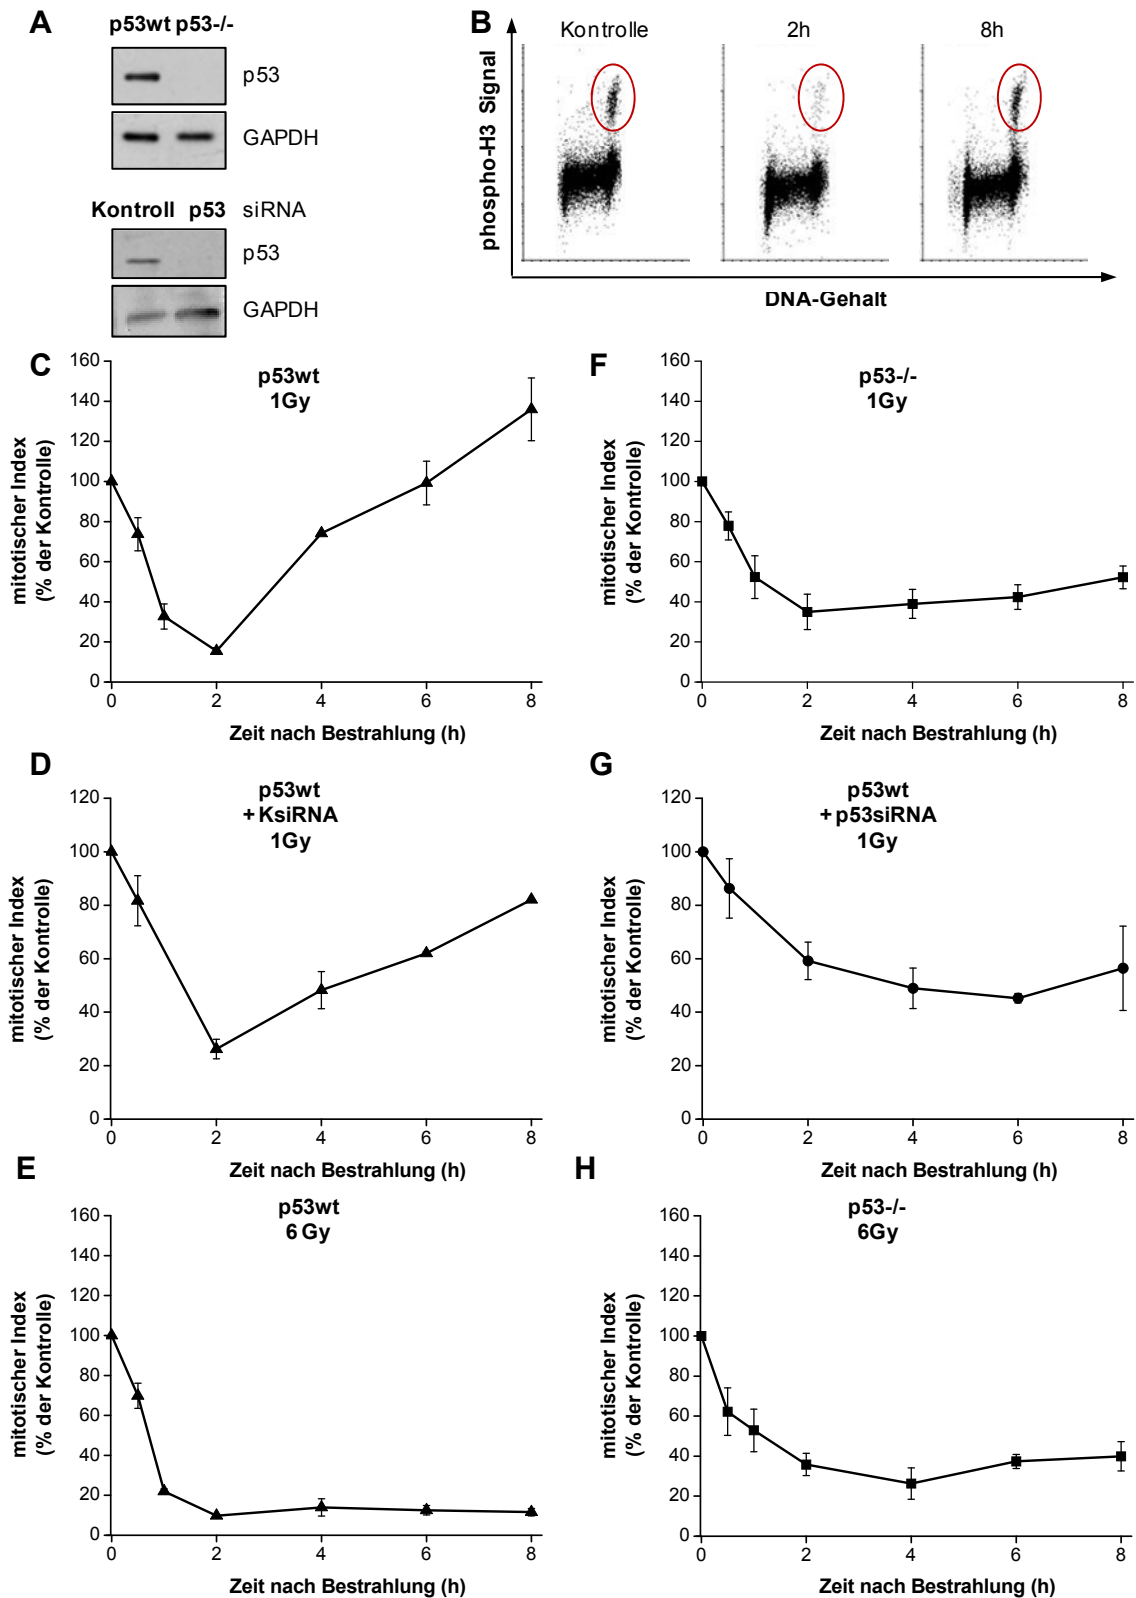 A
p53wt p53-/-
p53
GAPDH
Kontroll p53 siRNA
p53
GAPDH
B
Kontrolle 2h 8h
phospho-H3 Signal
DNA-Gehalt
C
p53wt
1Gy
mitotischer Index
(% der Kontrolle)
160
140
120
100
80
60
40
20
0
0 2 4 6 8
Zeit nach Bestrahlung (h)
F
p53-/-
1Gy
mitotischer Index
(% der Kontrolle)
160
140
120
100
80
60
40
20
0
0 2 4 6 8
Zeit nach Bestrahlung (h)
D
p53wt
+KsiRNA
1Gy
mitotischer Index
(% der Kontrolle)
120
100
80
60
40
20
0
0 2 4 6 8
Zeit nach Bestrahlung (h)
G
p53wt
+p53siRNA
1Gy
mitotischer Index
(% der Kontrolle)
120
100
80
60
40
20
0
0 2 4 6 8
Zeit nach Bestrahlung (h)
E
p53wt
6 Gy
mitotischer Index
(% der Kontrolle)
160
140
120
100
80
60
40
20
0
0 2 4 6 8
Zeit nach Bestrahlung (h)
H
p53-/-
6Gy
mitotischer Index
(% der Kontrolle)
160
140
120
100
80
60
40
20
0
0 2 4 6 8
Zeit nach Bestrahlung (h)